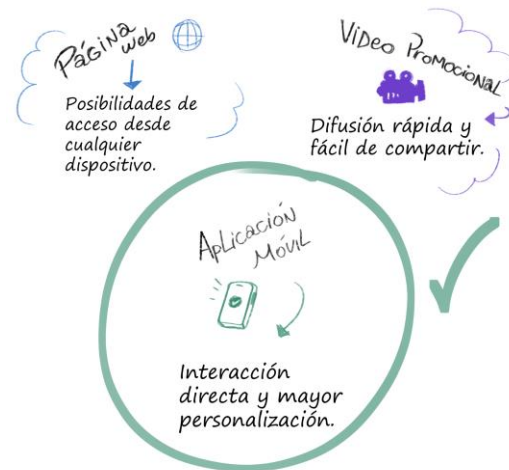 Página
web
Posibilidades de
acceso desde
cualquier
dispositivo.
Video Promocional
Difusión rápida y
fácil de compartir.
Aplicación
Móvil
Interacción
directa y mayor
personalización.